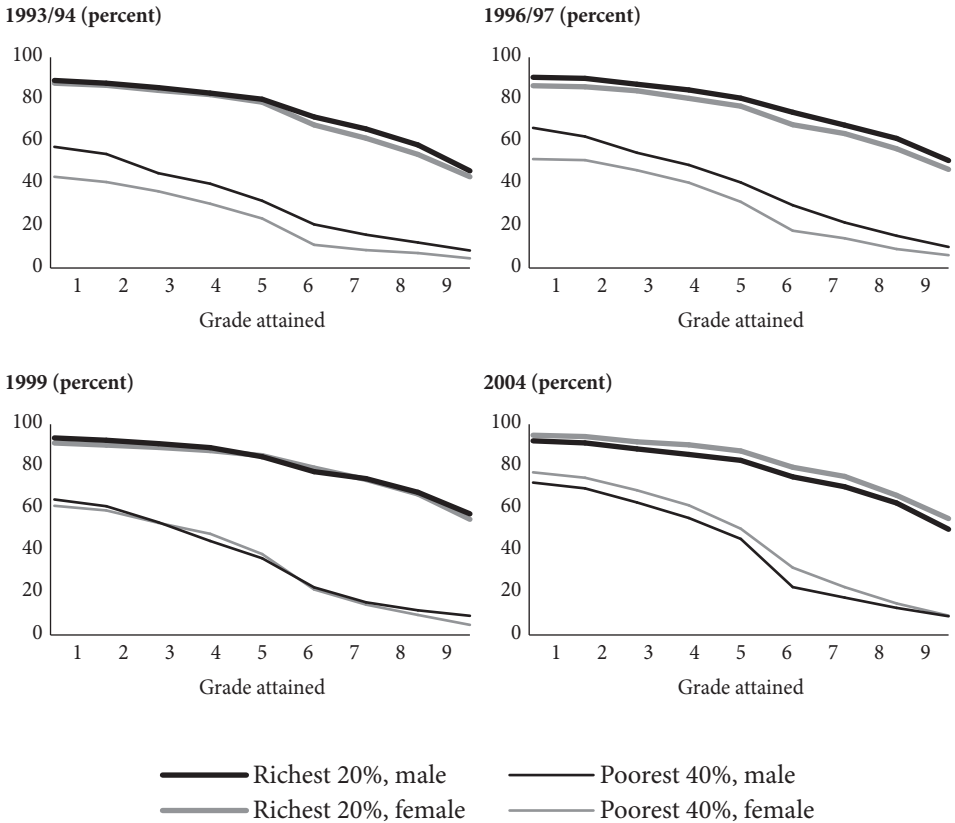 1993/94 (percent)
100
80
60
40
20
0
1 2 3 4 5 6 7 8 9
Grade attained
1996/97 (percent)
100
80
60
40
20
0
1 2 3 4 5 6 7 8 9
Grade attained
1999 (percent)
100
80
60
40
20
0
1 2 3 4 5 6 7 8 9
Grade attained
2004 (percent)
100
80
60
40
20
0
1 2 3 4 5 6 7 8 9
Grade attained
Richest 20%, male
Richest 20%, female
Poorest 40%, male
Poorest 40%, female